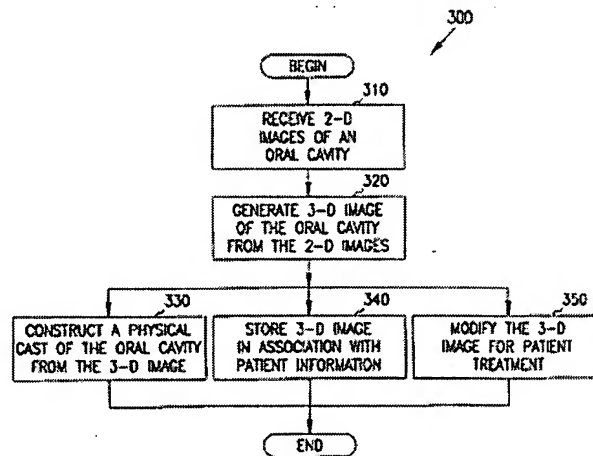 300
BEGIN
310
RECEIVE 2-D
IMAGES OF AN
ORAL CAVITY
320
GENERATE 3-D IMAGE
OF THE ORAL CAVITY
FROM THE 2-D IMAGES
330
CONSTRUCT A PHYSICAL
CAST OF THE ORAL CAVITY
FROM THE 3-D IMAGE
340
STORE 3-D IMAGE
IN ASSOCIATION WITH
PATIENT INFORMATION
350
MODIFY THE 3-D
IMAGE FOR PATIENT
TREATMENT
END